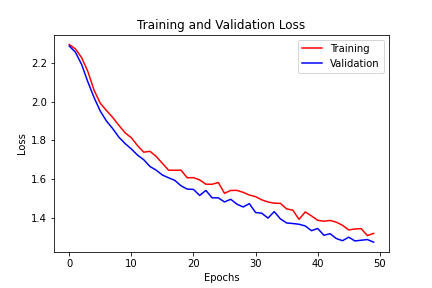 Training and Validation Loss
Training
Validation
2.2
2.0
1.8
1.6
1.4
Loss
0
10
20
30
40
50
Epochs